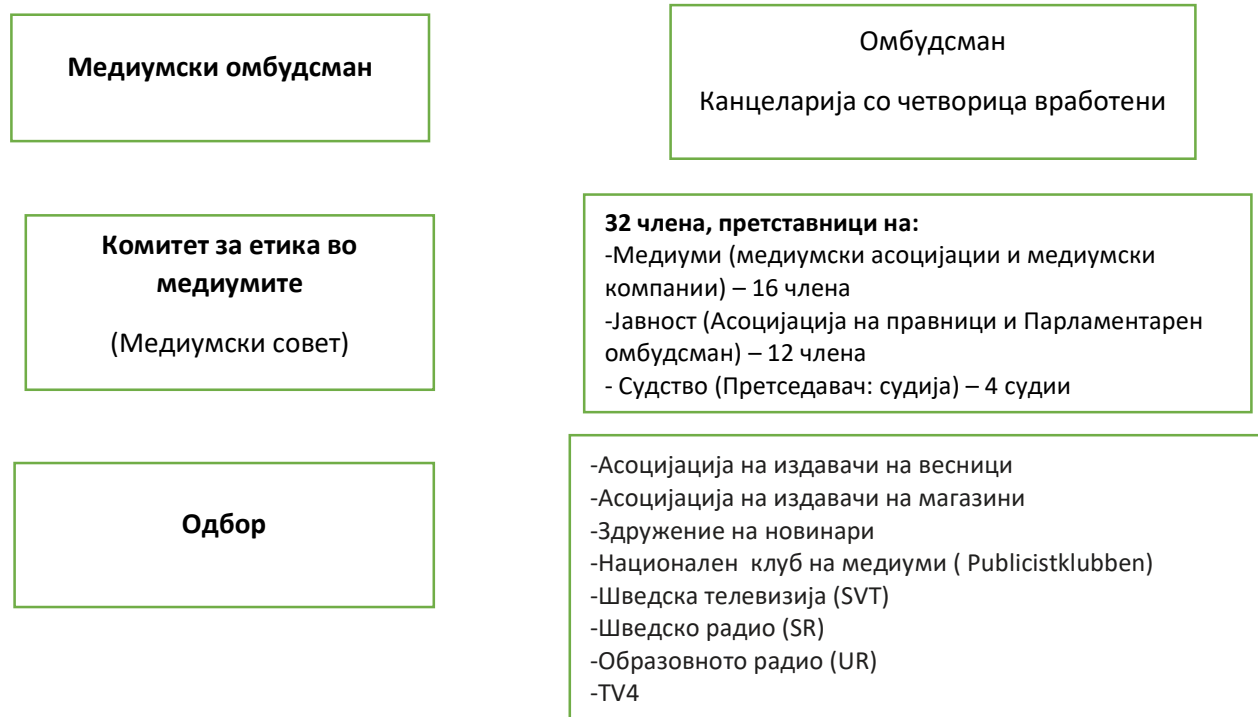 Медиумски омбудсман
Омбудсман
Канцеларија со четворица вработени
Комитет за етика во
медиумите
(Медиумски совет)
32 члена, претставници на:
-Медиуми (медиумски асоцијации и медиумски
компании) – 16 члена
-Јавност (Асоцијација на правници и Парламентарен
омбудсман) – 12 члена
- Судство (Претседавач: судија) – 4 судии
Одбор
-Асоцијација на издавачи на весници
-Асоцијација на издавачи на магазини
-Здружение на новинари
-Национален клуб на медиуми ( Publicistklubben)
-Шведска телевизија (SVT)
-Шведско радио (SR)
-Образовното радио (UR)
-TV4